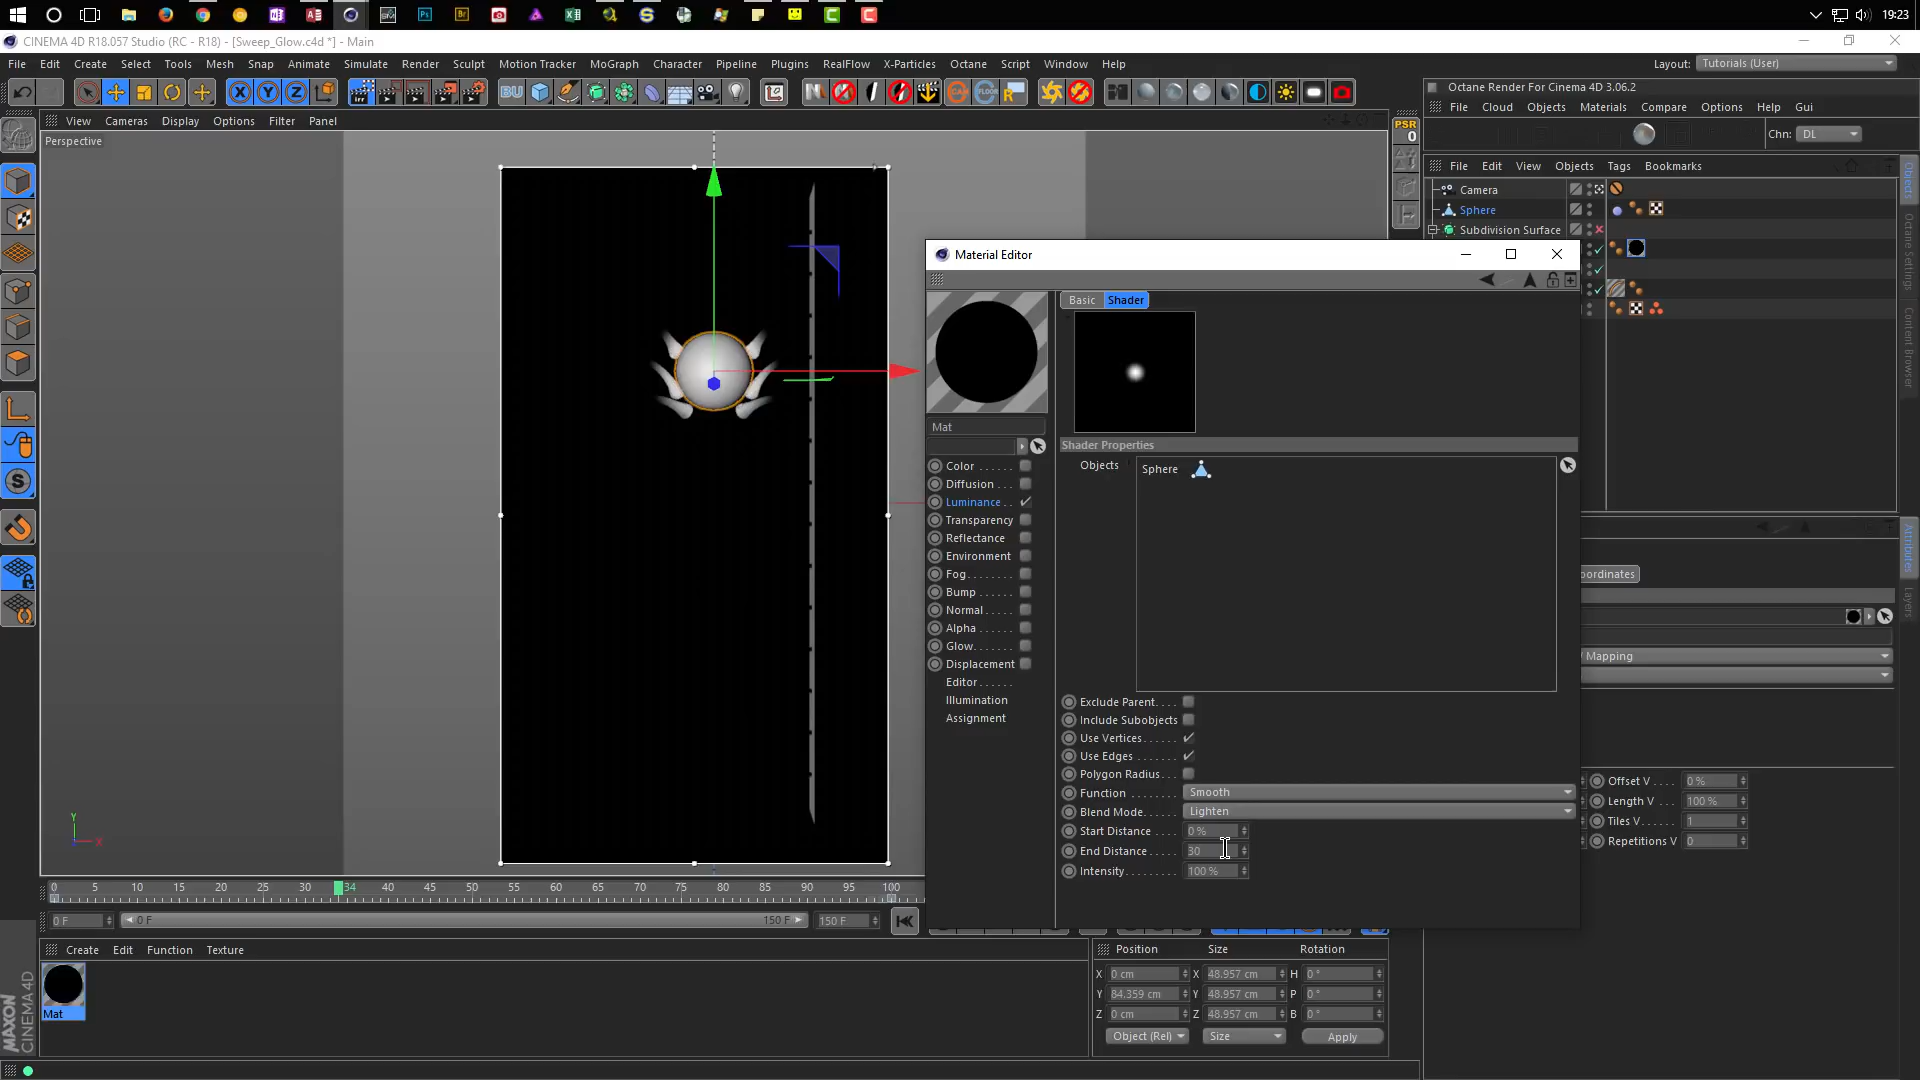 19:23
CINEMA 4D R18.057 Studio (RC - R18) - [Sweep_Glow.c4d *] - Main
File Edit Create Select Tools Mesh Snap Animate Simulate Render Sculpt Motion Tracker MoGraph Character Pipeline Plugins RealFlow X-Particles Octane Script Window Help
Layout: Tutorials (User)
Octane Render For Cinema 4D 3.06.2
File Cloud Objects Materials Compare Options Help Gui
View Cameras Display Options Filter Panel
PSR
0
Chn: DL
Perspective
File Edit View Objects Tags Bookmarks
Camera
Sphere
Subdivision Surface
Objects
Octane Settings
Content Browser
Material Editor
Basic Shader
Mat
Shader Properties
Objects
Sphere
Color
Diffusion
Luminance
Transparency
Reflectance
Environment
Fog
Bump
Normal
Alpha
Glow
Displacement
Editor
Illumination
Assignment
Exclude Parent
Include Subobjects
Use Vertices
Use Edges
Polygon Radius
Function Smooth
Blend Mode Lighten
Start Distance 0 %
End Distance 30
Intensity 100 %
Attributes
Layers
oordinates
Mapping
Offset V 0 %
Length V 100 %
Tiles V 1
Repetitions V 0
Y
X
0 5 10 15 20 25 30 34 40 45 50 55 60 65 70 75 80 85 90 95 100
0 F 0 F 150 F 150 F
Create Edit Function Texture
Mat
MAXON
CINEMA 4D
Position Size Rotation
X 0 cm X 48.957 cm H 0 °
Y 84.359 cm Y 48.957 cm P 0 °
Z 0 cm Z 48.957 cm B 0 °
Object (Rel) Size Apply